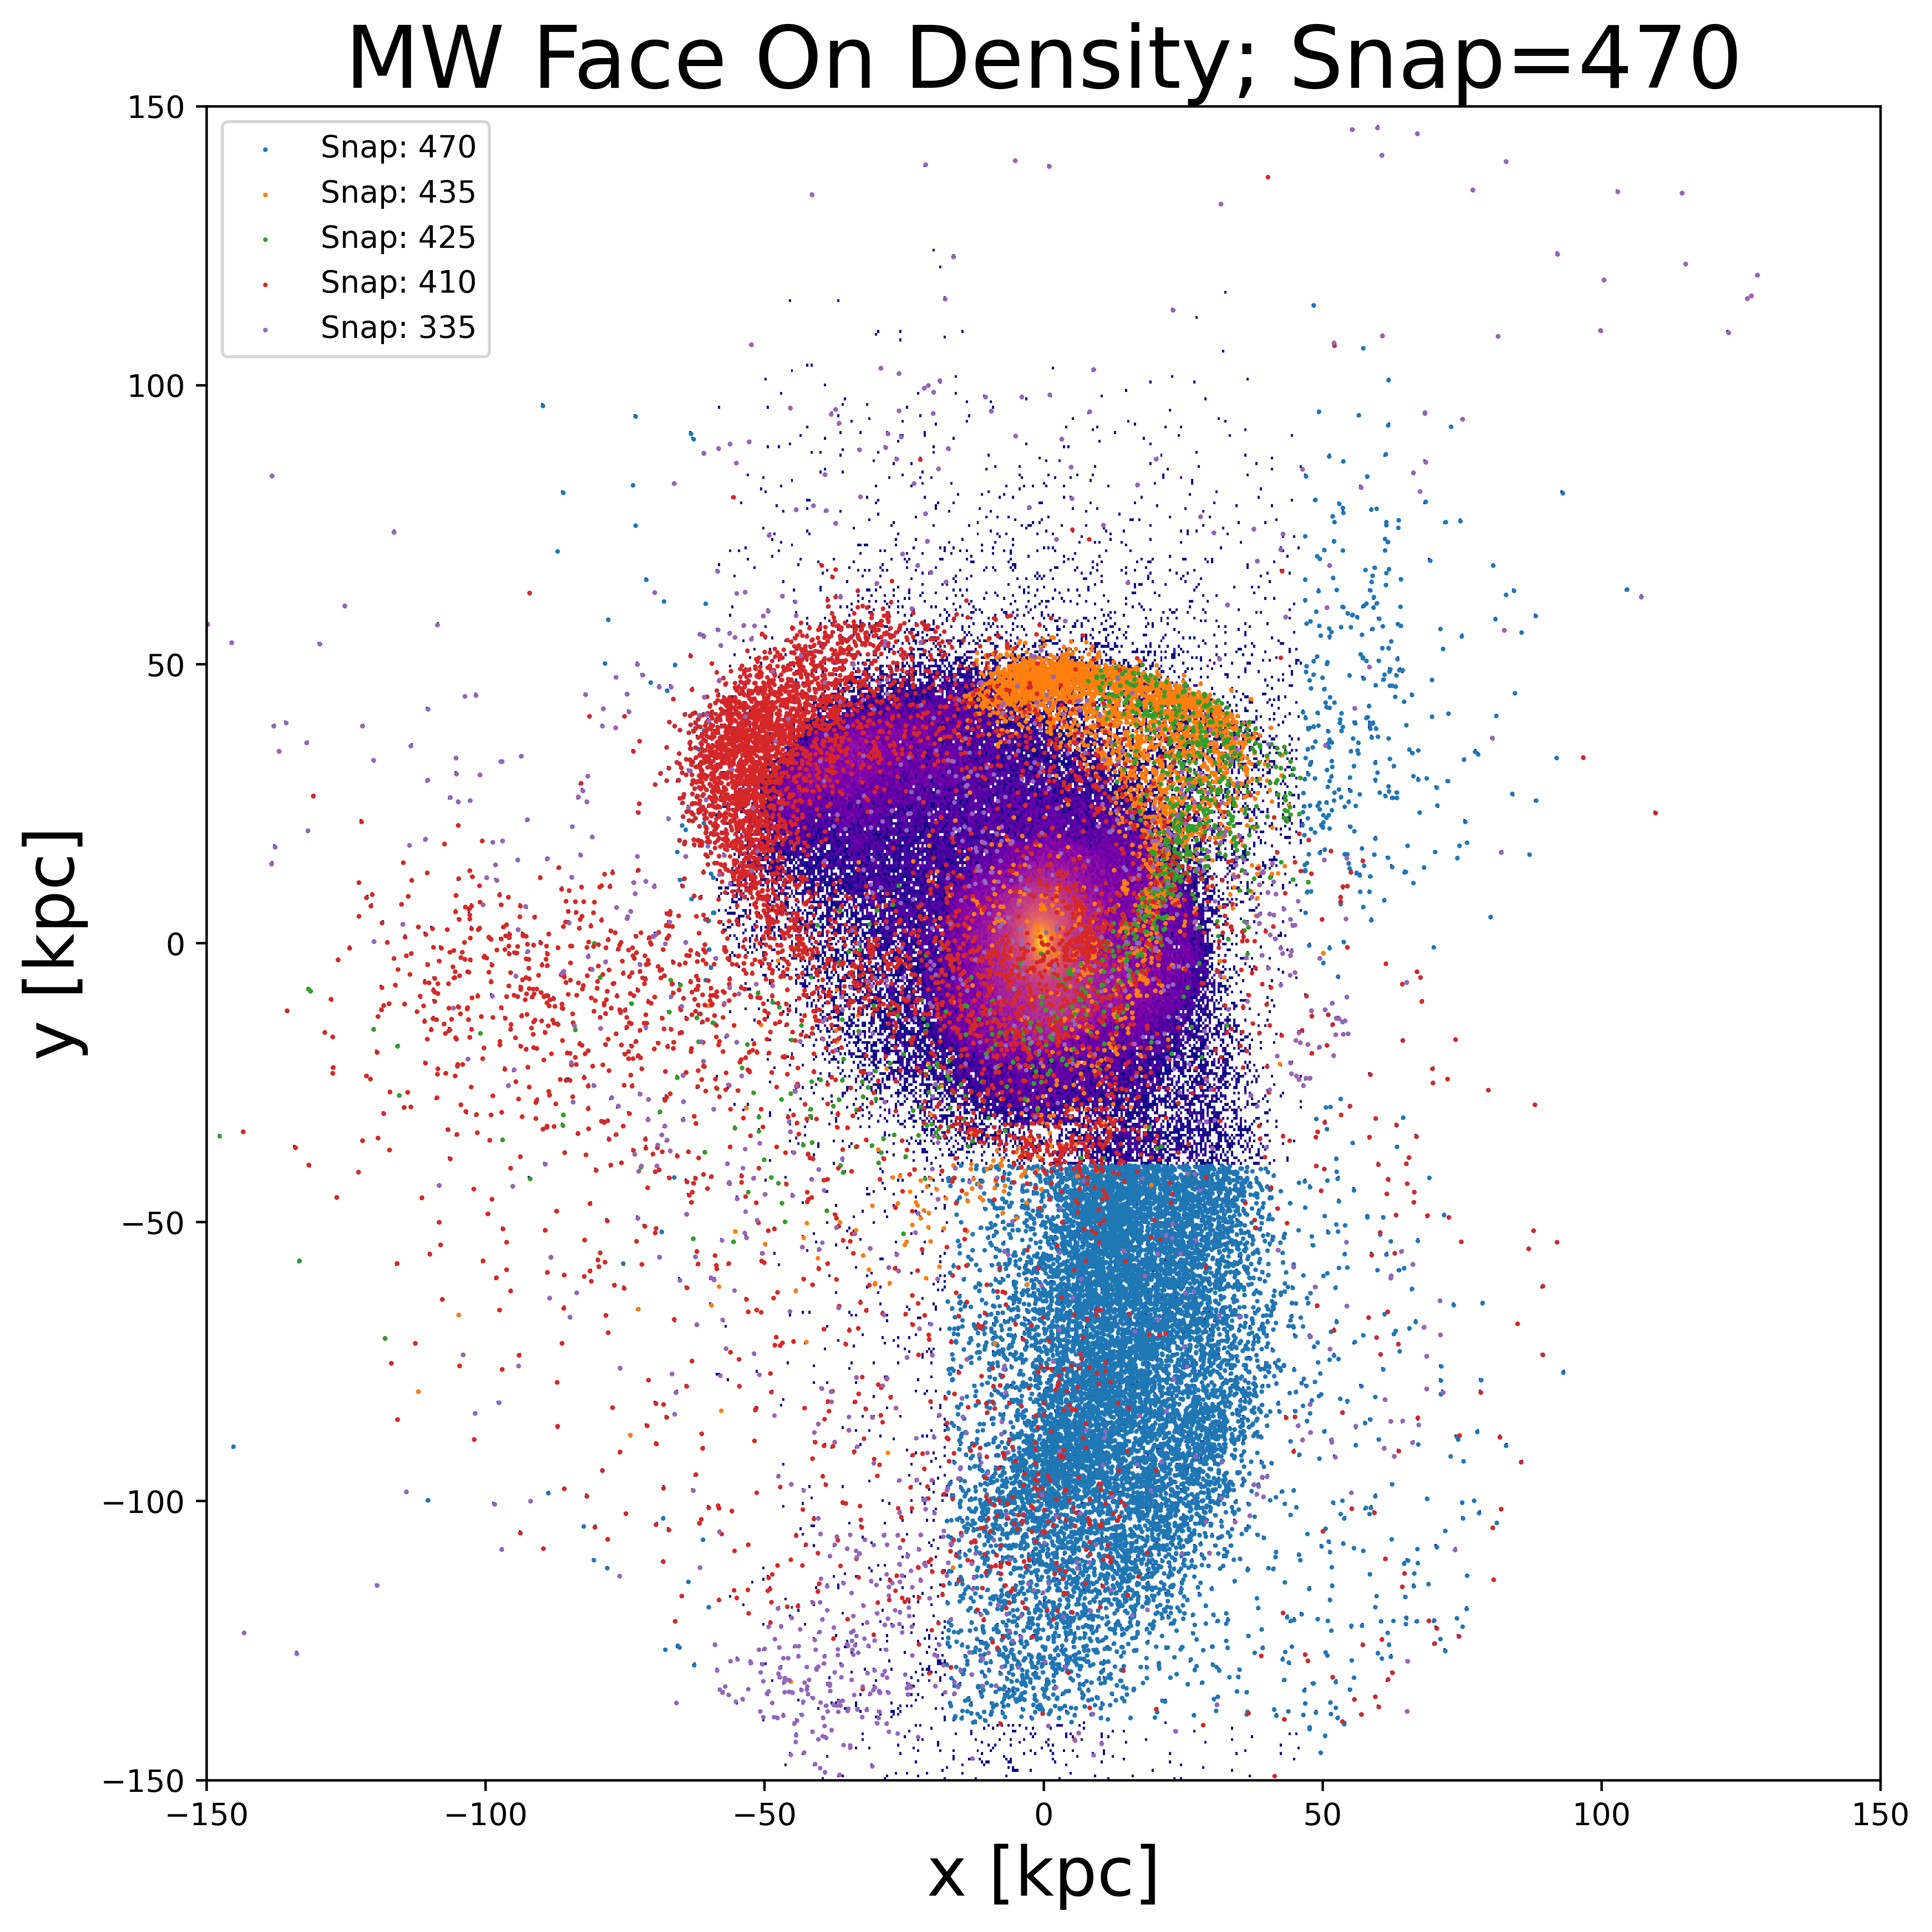 MW Face On Density; Snap=470
Snap: 470
Snap: 435
Snap: 425
Snap: 410
Snap: 335
150
100
50
0
−50
−100
−150
y [kpc]
−150 −100 −50 0 50 100 150
x [kpc]